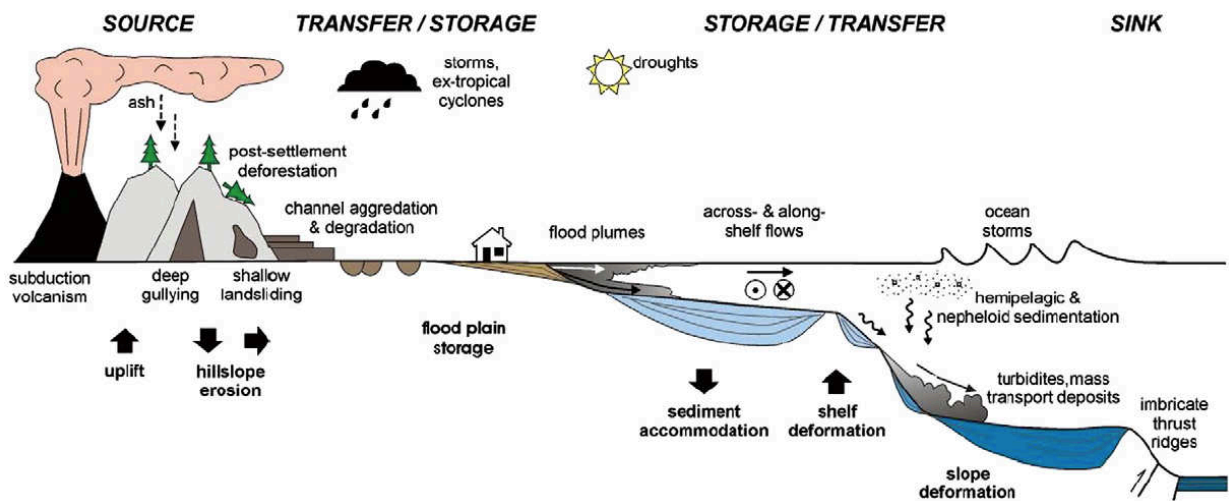 SOURCE
TRANSFER / STORAGE
STORAGE / TRANSFER
SINK
storms,
ex-tropical
cyclones
droughts
ash
post-settlement
deforestation
channel aggredation
& degradation
flood plumes
across- & along-
shelf flows
ocean
storms
subduction
volcanism
deep
gullying
shallow
landsliding
hemipelagic &
nepheloid sedimentation
flood plain
storage
uplift
hillslope
erosion
sediment
accommodation
shelf
deformation
turbidites,mass
transport deposits
imbricate
thrust
ridges
slope
deformation